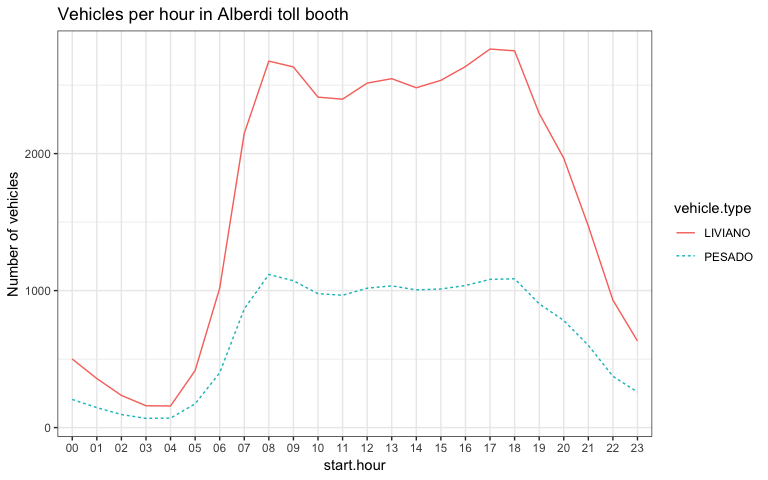 Vehicles per hour in Alberdi toll booth
Number of vehicles
2000
1000
0
00 01 02 03 04 05 06 07 08 09 10 11 12 13 14 15 16 17 18 19 20 21 22 23
start.hour
vehicle.type
LIVIANO
PESADO